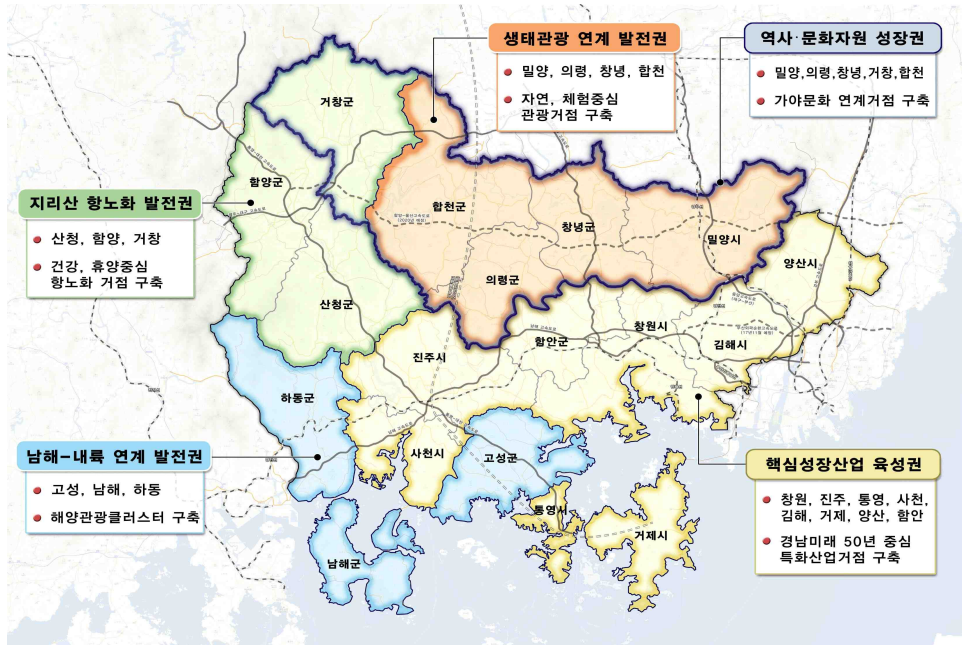 생태관광 연계 발전권
밀양, 의령, 창녕, 합천
자연, 체험중심
관광거점 구축
역사·문화자원 성장권
밀양,의령,창녕,거창,합천
가야문화 연계거점 구축
지리산 항노화 발전권
산청, 함양, 거창
건강, 휴양중심
항노화 거점 구축
거창군
함양군
합천군
창녕군
밀양시
양산시
의령군
산청군
창원시
함안군
김해시
진주시
하동군
사천시
고성군
통영시
거제시
남해군
남해-내륙 연계 발전권
고성, 남해, 하동
해양관광클러스터 구축
핵심성장산업 육성권
창원, 진주, 통영, 사천,
김해, 거제, 양산, 함안
경남미래 50년 중심
특화산업거점 구축